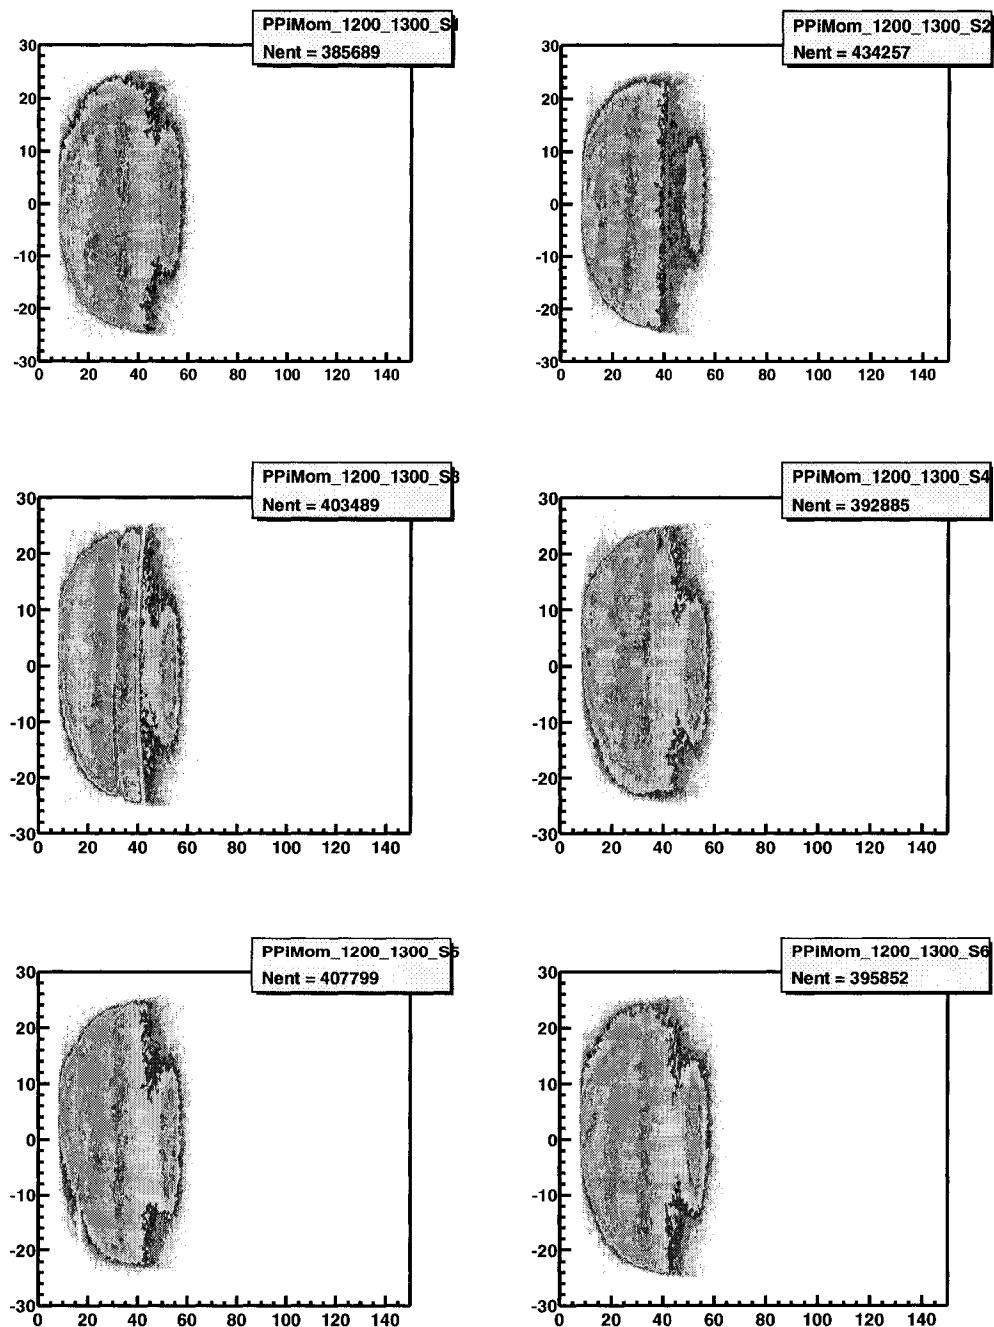 PPiMom_1200_1300_S1
Nent = 385689
30
20
10
0
-10
-20
-30
0 20 40 60 80 100 120 140
PPiMom_1200_1300_S2
Nent = 434257
30
20
10
0
-10
-20
-30
0 20 40 60 80 100 120 140
PPiMom_1200_1300_S3
Nent = 403489
30
20
10
0
-10
-20
-30
0 20 40 60 80 100 120 140
PPiMom_1200_1300_S4
Nent = 392885
30
20
10
0
-10
-20
-30
0 20 40 60 80 100 120 140
PPiMom_1200_1300_S5
Nent = 407799
30
20
10
0
-10
-20
-30
0 20 40 60 80 100 120 140
PPiMom_1200_1300_S6
Nent = 395852
30
20
10
0
-10
-20
-30
0 20 40 60 80 100 120 140